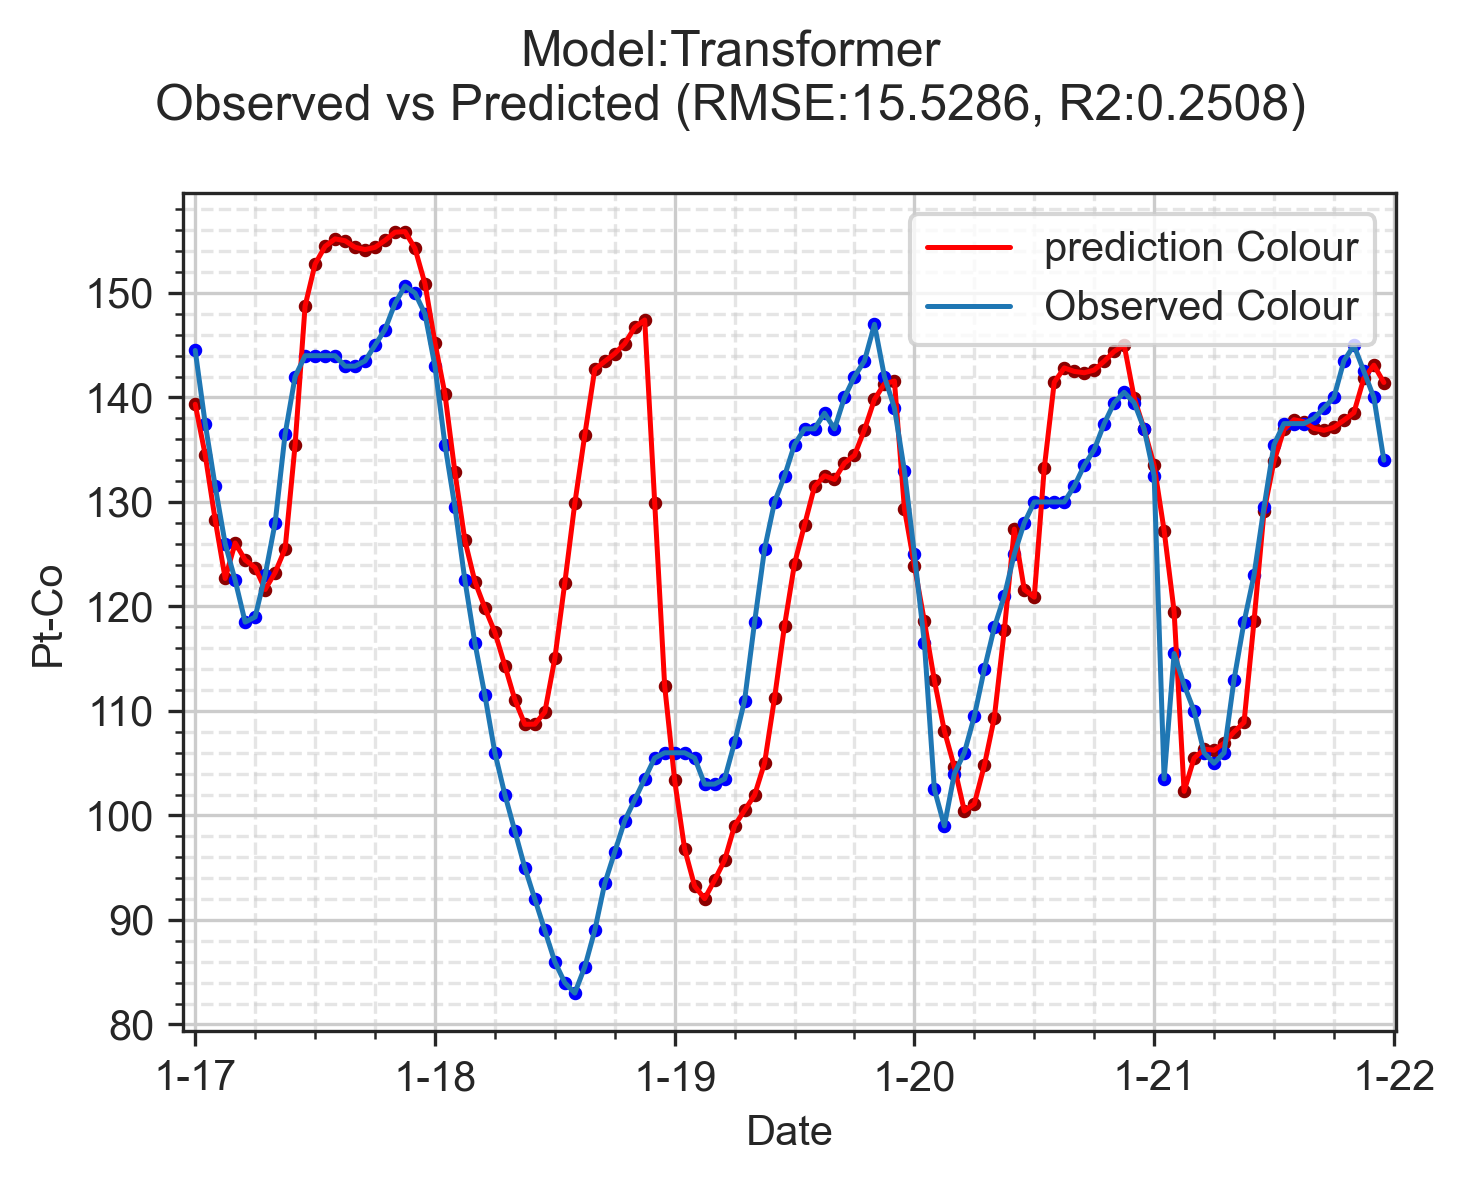 Model:Transformer
Observed vs Predicted (RMSE:15.5286, R2:0.2508)
prediction Colour
Observed Colour
150
140
130
120
110
100
90
80
Pt-Co
1-17 1-18 1-19 1-20 1-21 1-22
Date